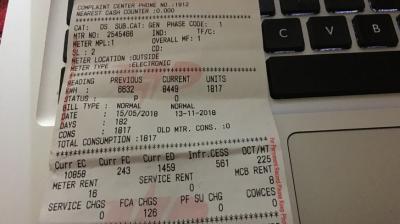 COMPLAINT CENTER PHONE NO.:1912
NEAREST CASH COUNTER :0.000
CAT: DS SUB.CAT: GEN PHASE CODE: 1
MTR NO: 2545466 IND: TF/C:
METER MPL:1 OVERALL MF: 1
SL : 2 CD:
METER LOCATION:OUTSIDE
METER TYPE :ELECTRONIC
READING PREVIOUS CURRENT UNITS
KWH : 6632 8449 1817
STATUS : P O
BILL TYPE : NORMAL NORMAL
DATE : 15/05/2018 13-11-2018
DAYS : 182
CONS : 1817 OLD MTR. CONS. :0
TOTAL CONSUMPTION :1817
Curr EC Curr FC Curr ED Infr.CESS OCT/MT
10858 243 1459 561 225
METER RENT SERVICE RENT MCB RENT
16 0 8
SERVICE CHGS FCA CHRGS PF SU CHG COWCES
0 126 0